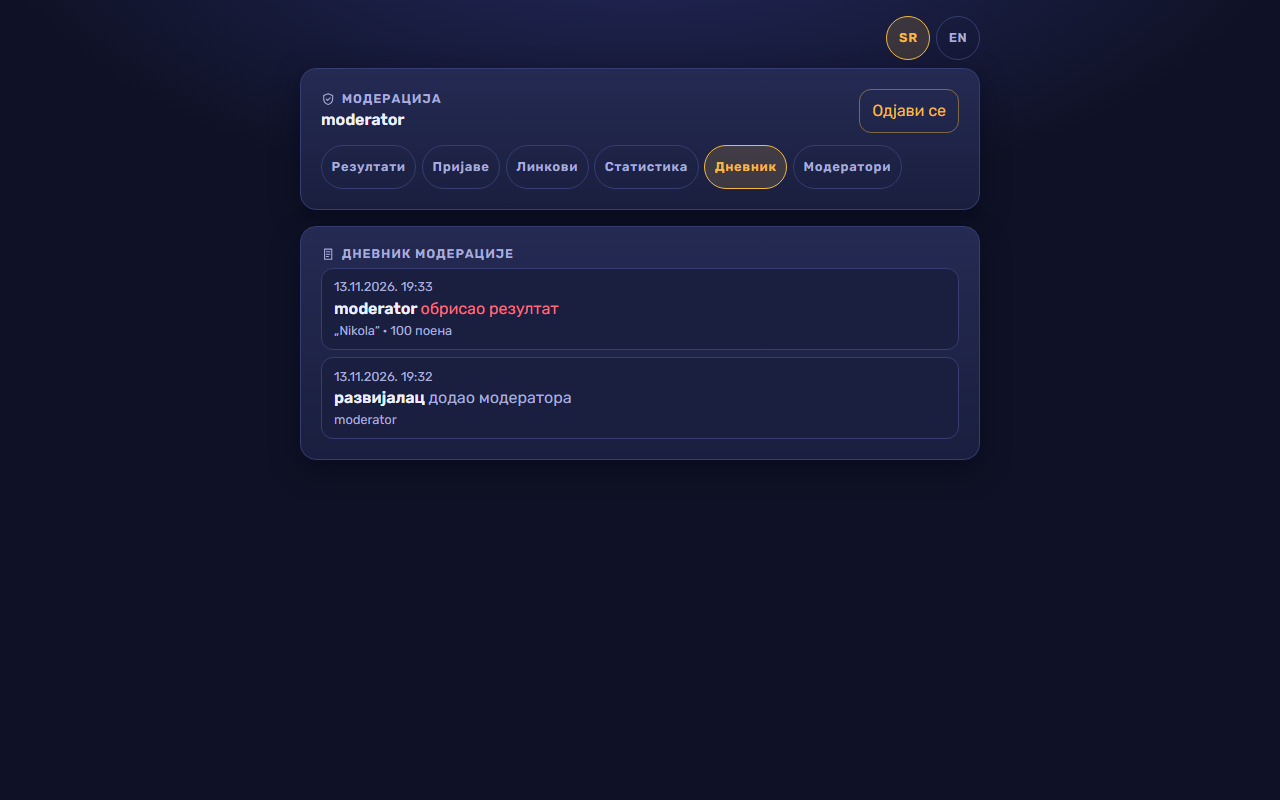 SR EN
МОДЕРАЦИЈА
moderator
Одјави се
Резултати Пријаве Линкови Статистика Дневник Модератори
ДНЕВНИК МОДЕРАЦИЈЕ
13.11.2026. 19:33
moderator обрисао резултат
„Nikola“ • 100 поена
13.11.2026. 19:32
развијалац додао модератора
moderator